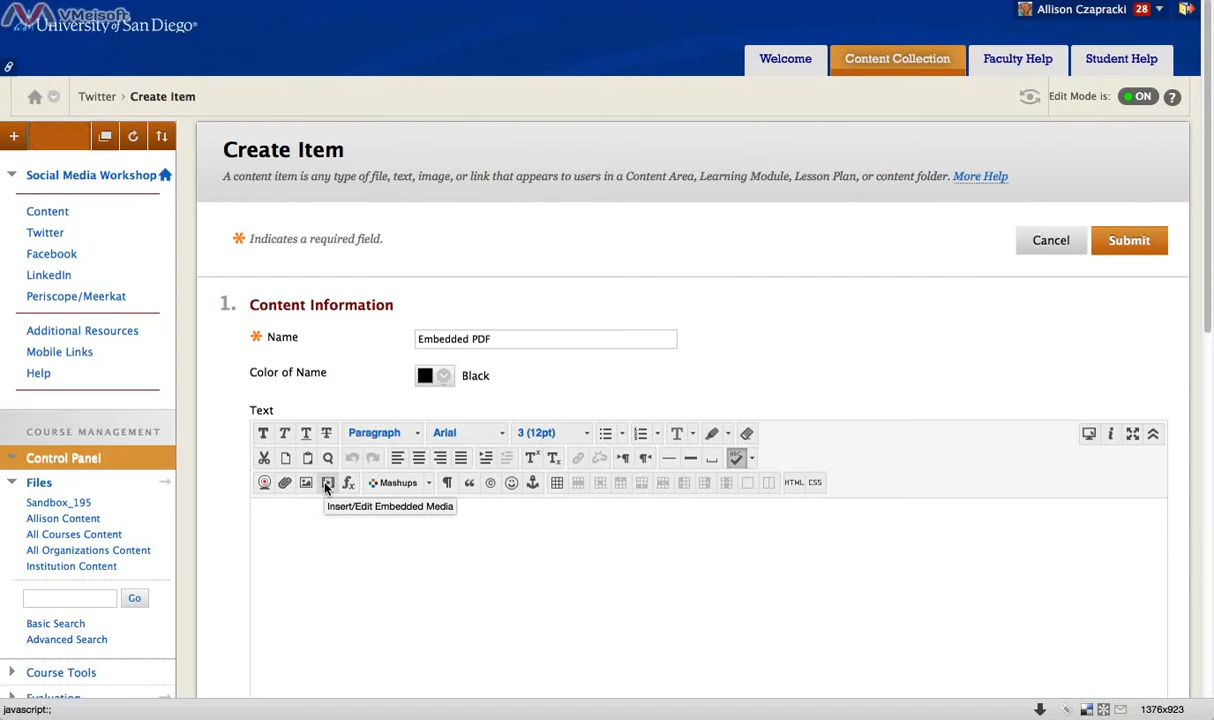 VMeisoft
University of San Diego
Allison Czapracki 28
Welcome
Content Collection
Faculty Help
Student Help
Twitter > Create Item
Edit Mode is: ON ?
Social Media Workshop
Content
Twitter
Facebook
LinkedIn
Periscope/Meerkat
Additional Resources
Mobile Links
Help
COURSE MANAGEMENT
Control Panel
Files
Sandbox_195
Allison Content
All Courses Content
All Organizations Content
Institution Content
Go
Basic Search
Advanced Search
Course Tools
Evaluation
Create Item
A content item is any type of file, text, image, or link that appears to users in a Content Area, Learning Module, Lesson Plan, or content folder. More Help
Indicates a required field.
Cancel
Submit
1. Content Information
Name
Embedded PDF
Color of Name
Black
Text
T T T T Paragraph Arial 3 (12pt) T
ABC
fx Mashups ¶ “ © HTML CSS
Insert/Edit Embedded Media
javascript:;
1376x923